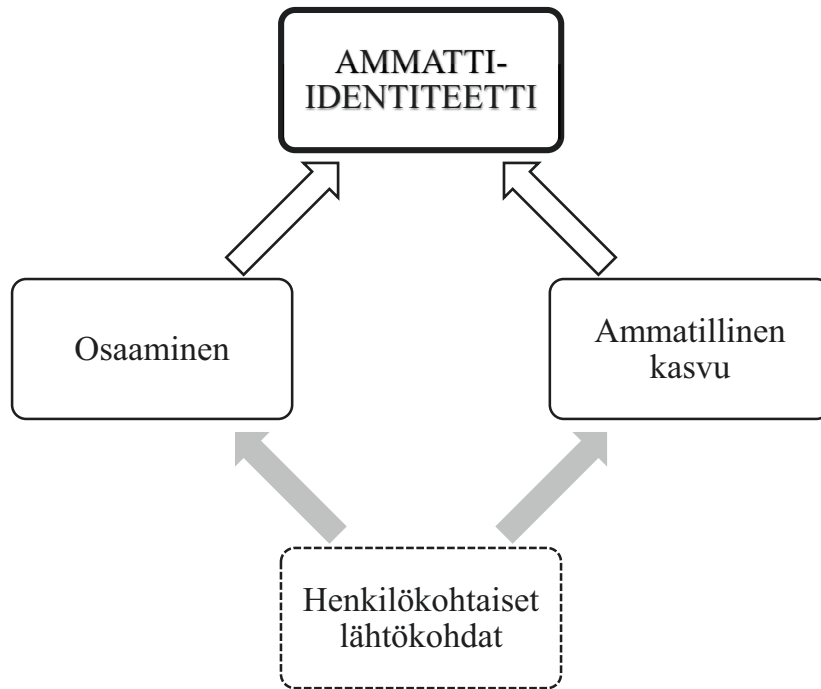 AMMATTI-
IDENTITEETTI
Osaaminen
Ammatillinen
kasvu
Henkilökohtaiset
lähtökohdat